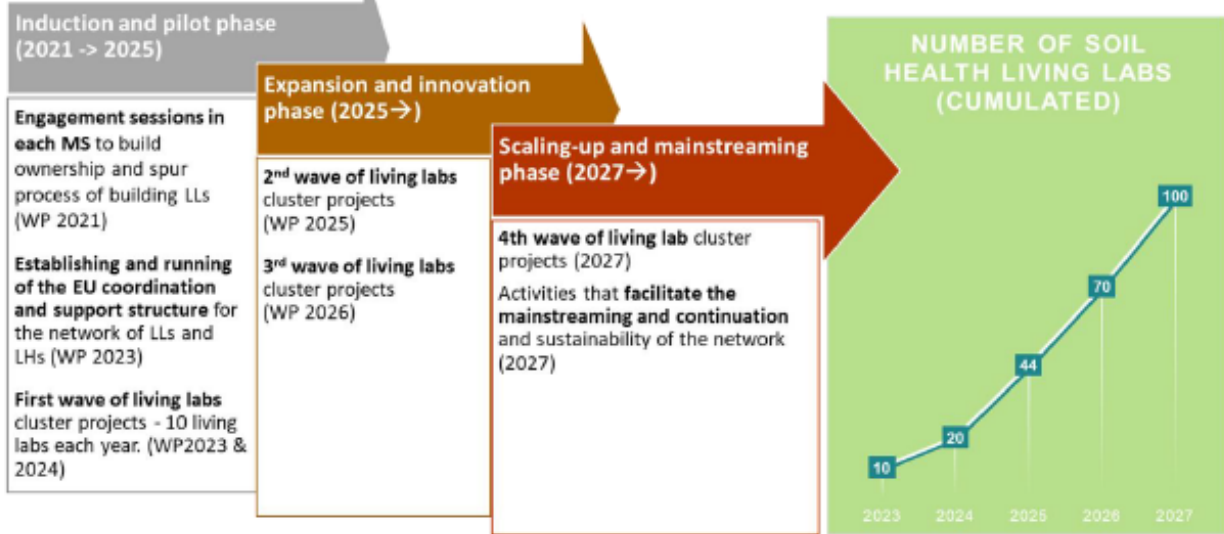 Induction and pilot phase
(2021 -> 2025)
Engagement sessions in
each MS to build
ownership and spur
process of building LLs
(WP 2021)
Establishing and running
of the EU coordination
and support structure for
the network of LLs and
LHs (WP 2023)
First wave of living labs
cluster projects - 10 living
labs each year. (WP2023 &
2024)
Expansion and innovation
phase (2025→)
2nd wave of living labs
cluster projects
(WP 2025)
3rd wave of living labs
cluster projects
(WP 2026)
Scaling-up and mainstreaming
phase (2027→)
4th wave of living lab cluster
projects (2027)
Activities that facilitate the
mainstreaming and continuation
and sustainability of the network
(2027)
NUMBER OF SOIL
HEALTH LIVING LABS
(CUMULATED)
100
70
44
20
10
2023 2024 2025 2026 2027